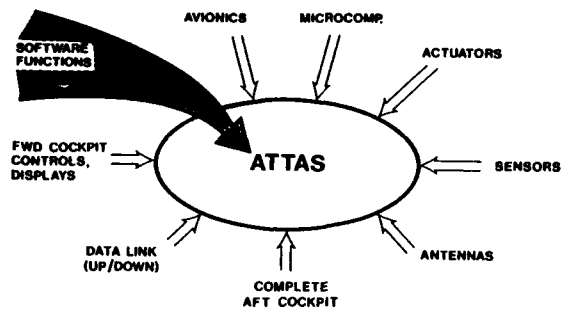 AVIONICS
MICROCOMP.
SOFTWARE
FUNCTIONS
ACTUATORS
FWD COCKPIT
CONTROLS,
DISPLAYS
ATTAS
SENSORS
DATA LINK
(UP/DOWN)
ANTENNAS
COMPLETE
AFT COCKPIT